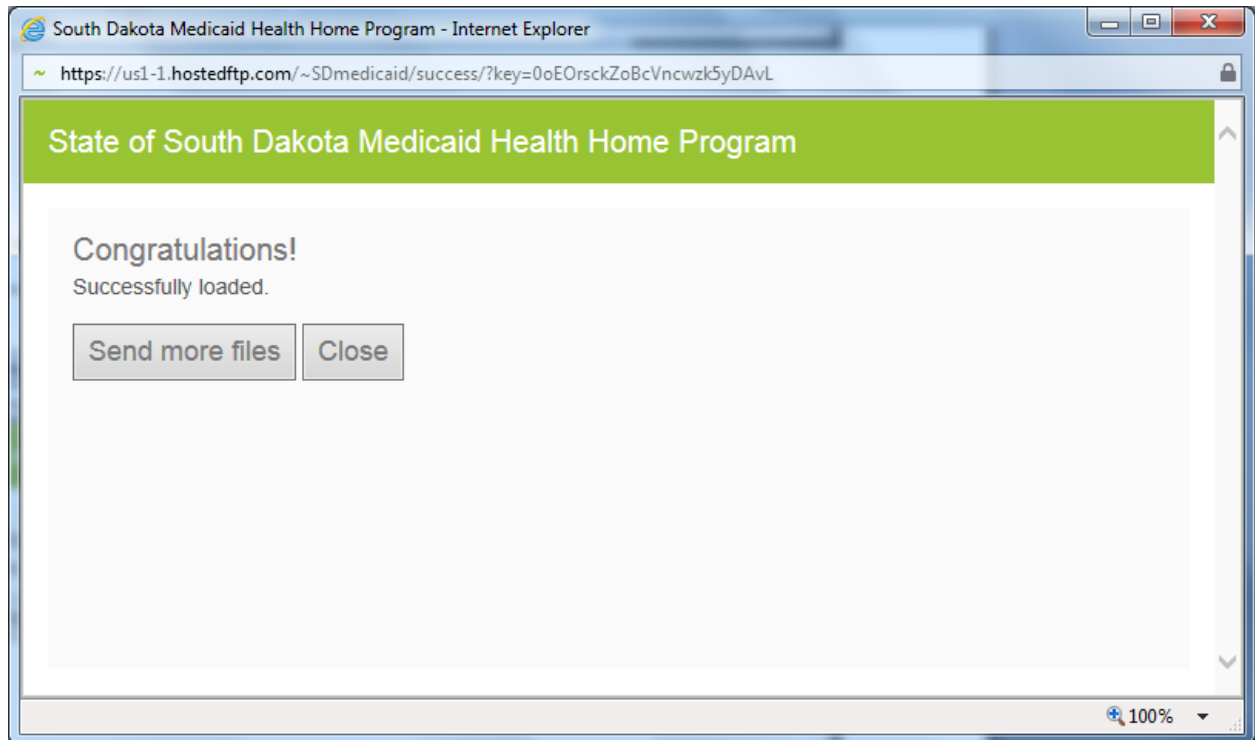 South Dakota Medicaid Health Home Program - Internet Explorer
https://us1-1.hostedftp.com/~SDmedicaid/success/?key=0oEOrsckZoBcVncwzk5yDAvL
State of South Dakota Medicaid Health Home Program
Congratulations!
Successfully loaded.
Send more files Close
100%